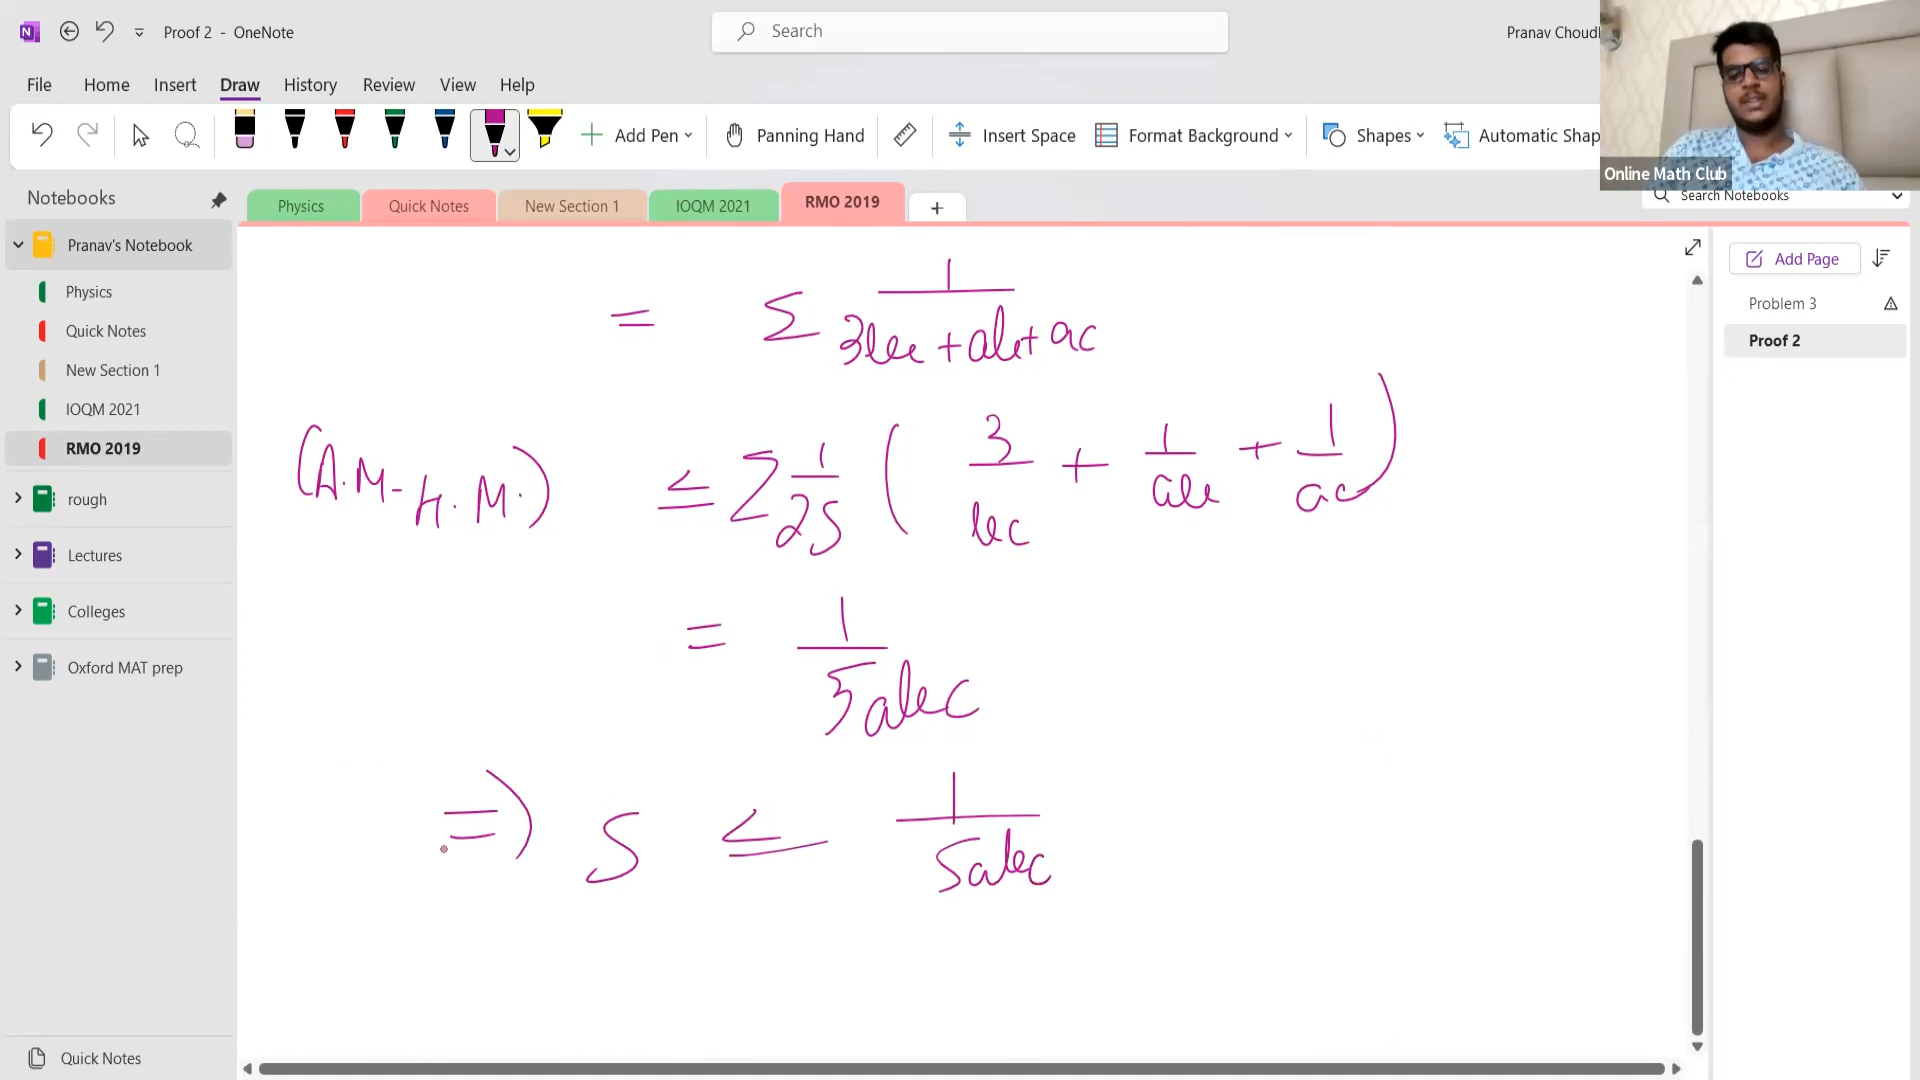 Proof 2 - OneNote
Search
Pranav Choudh
File Home Insert Draw History Review View Help
Add Pen Panning Hand Insert Space Format Background Shapes Automatic Shap
Online Math Club
Notebooks
Physics Quick Notes New Section 1 IOQM 2021 RMO 2019
Search Notebooks
Pranav's Notebook
Physics
Quick Notes
New Section 1
IOQM 2021
RMO 2019
rough
Lectures
Colleges
Oxford MAT prep
Quick Notes
Add Page
Problem 3
Proof 2
= Σ 1/(3bc + ab + ac)
(A.M - H.M.) ≤ Σ 1/25 ( 3/bc + 1/ab + 1/ac )
= 1/5abc
=) S ≤ 1/5abc